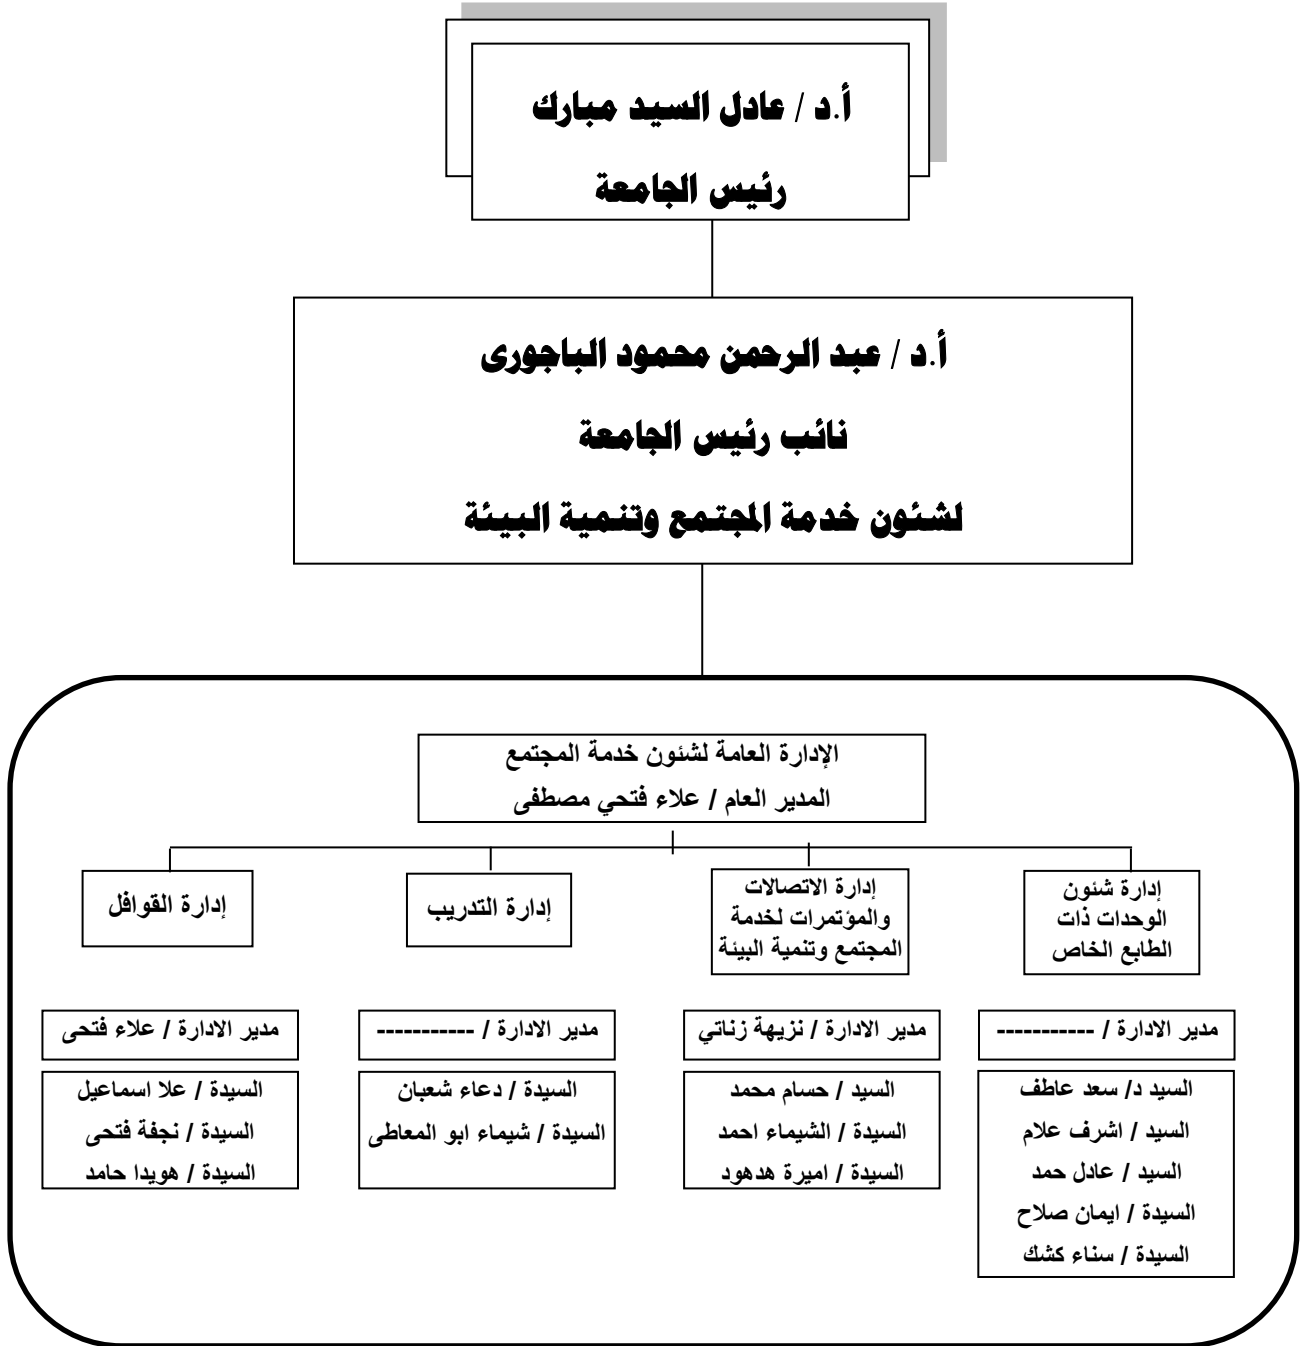 أ.د / عادل السيد مبارك
رئيس الجامعة
أ.د / عبد الرحمن محمود الباجورى
نائب رئيس الجامعة
لشئون خدمة المجتمع وتنمية البيئة
الإدارة العامة لشئون خدمة المجتمع
المدير العام / علاء فتحي مصطفى
إدارة شئون
الوحدات ذات
الطابع الخاص
إدارة الاتصالات
والمؤتمرات لخدمة
المجتمع وتنمية البيئة
إدارة التدريب
إدارة القوافل
مدير الادارة / -----------
مدير الادارة / نزيهة زناتي
مدير الادارة / -----------
مدير الادارة / علاء فتحى
السيد د/ سعد عاطف
السيد / اشرف علام
السيد / عادل حمد
السيدة / ايمان صلاح
السيدة / سناء كشك
السيد / حسام محمد
السيدة / الشيماء احمد
السيدة / اميرة هدهود
السيدة / دعاء شعبان
السيدة / شيماء ابو المعاطى
السيدة / علا اسماعيل
السيدة / نجفة فتحى
السيدة / هويدا حامد